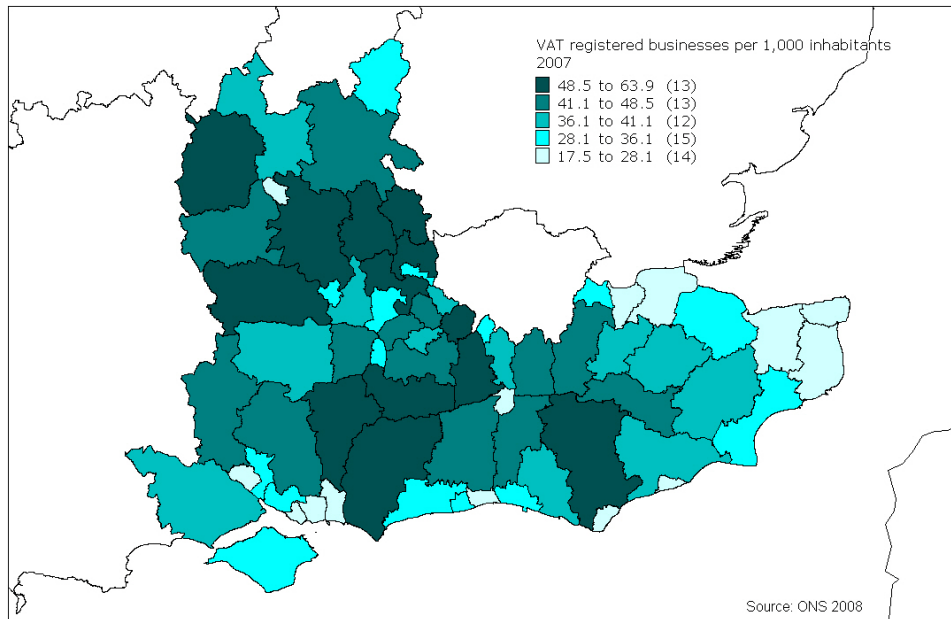 VAT registered businesses per 1,000 inhabitants
2007
48.5 to 63.9 (13)
41.1 to 48.5 (13)
36.1 to 41.1 (12)
28.1 to 36.1 (15)
17.5 to 28.1 (14)
Source: ONS 2008